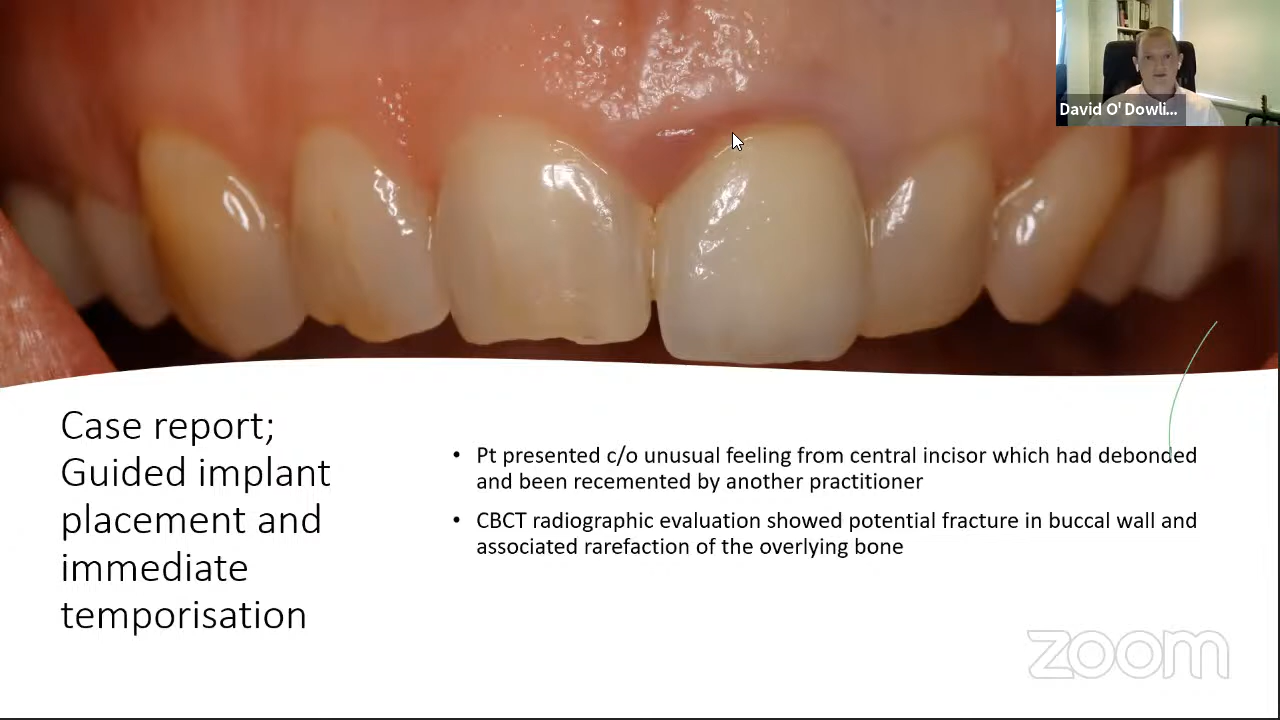 David O' Dowli...
Case report;
Guided implant
placement and
immediate
temporisation
• Pt presented c/o unusual feeling from central incisor which had debonded
and been recemented by another practitioner
• CBCT radiographic evaluation showed potential fracture in buccal wall and
associated rarefaction of the overlying bone
zoom